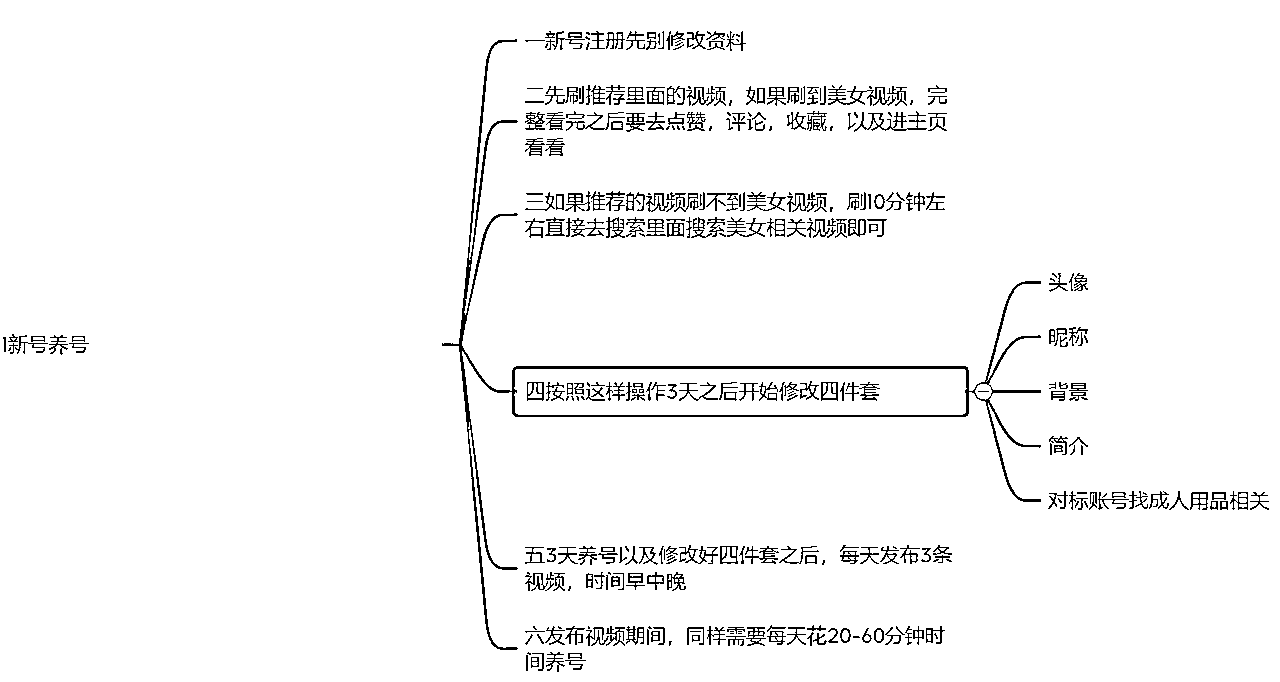 1新号养号
一新号注册先别修改资料
二先刷推荐里面的视频，如果刷到美女视频，完
整看完之后要去点赞，评论，收藏，以及进主页
看看
三如果推荐的视频刷不到美女视频，刷10分钟左
右直接去搜索里面搜索美女相关视频即可
四按照这样操作3天之后开始修改四件套
头像
昵称
背景
简介
对标账号找成人用品相关
五3天养号以及修改好四件套之后，每天发布3条
视频，时间早中晚
六发布视频期间，同样需要每天花20-60分钟时
间养号